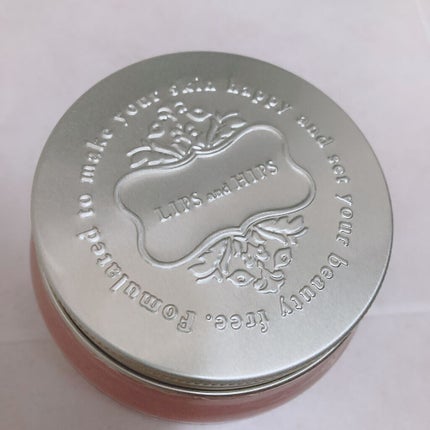 LIPS and HIPS
Fomulated to make your skin happy and set your beauty free.